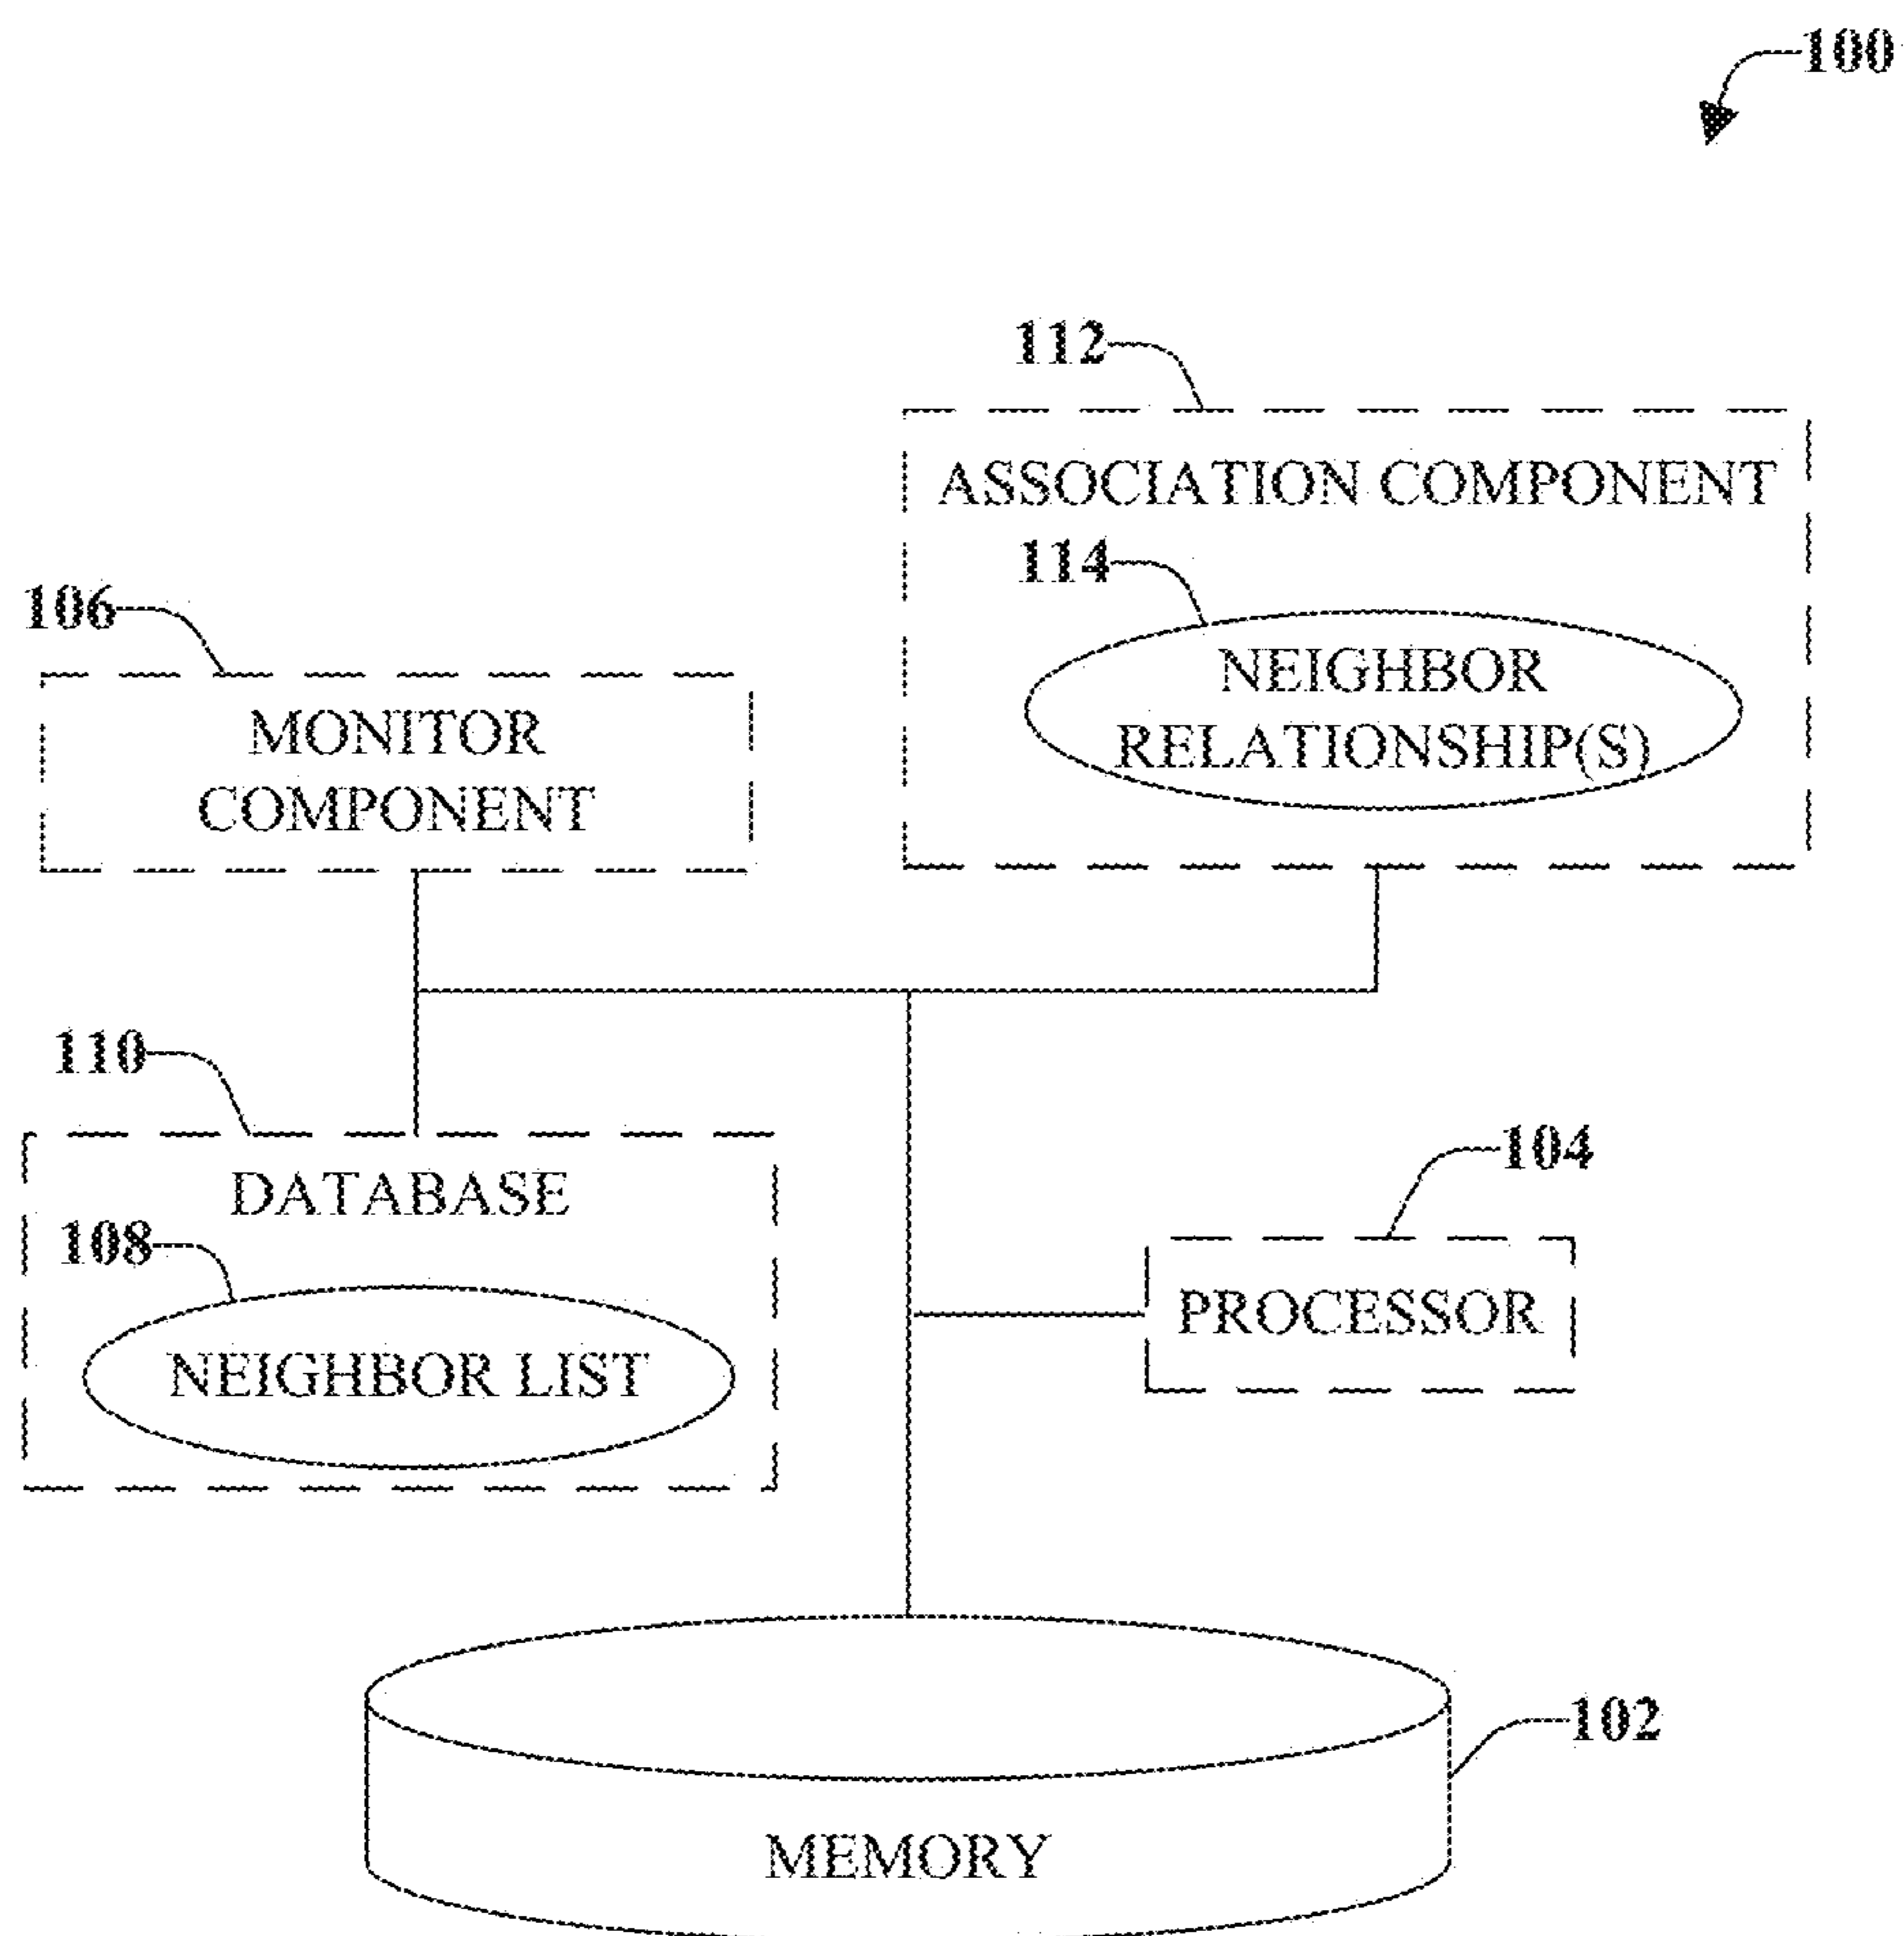 100
112
ASSOCIATION COMPONENT
114
NEIGHBOR
RELATIONSHIP(S)
106
MONITOR
COMPONENT
110
DATABASE
108
NEIGHBOR LIST
104
PROCESSOR
102
MEMORY